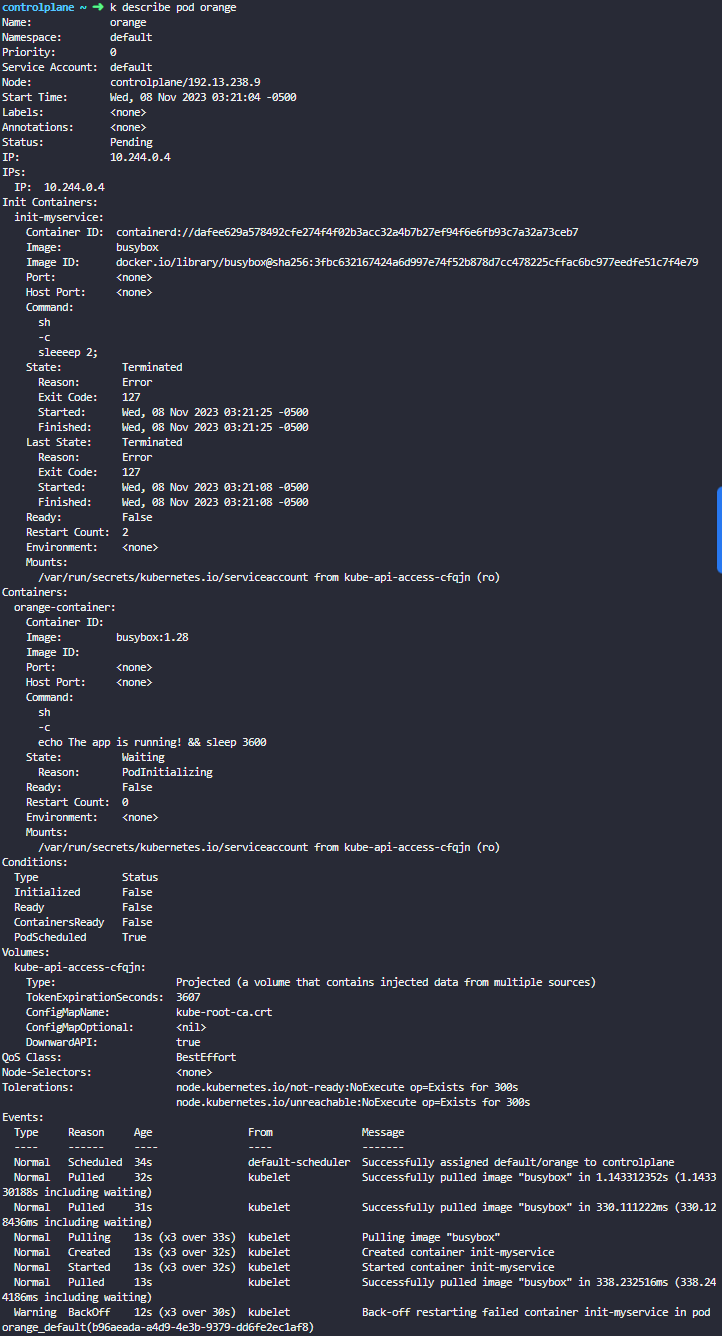 controlplane ~ ➜  k describe pod orange
Name:             orange
Namespace:        default
Priority:         0
Service Account:  default
Node:             controlplane/192.13.238.9
Start Time:       Wed, 08 Nov 2023 03:21:04 -0500
Labels:           <none>
Annotations:      <none>
Status:           Pending
IP:               10.244.0.4
IPs:
  IP:  10.244.0.4
Init Containers:
  init-myservice:
    Container ID:  containerd://dafee629a578492cfe274f4f02b3acc32a4b7b27ef94f6e6fb93c7a32a73ceb7
    Image:         busybox
    Image ID:      docker.io/library/busybox@sha256:3fbc632167424a6d997e74f52b878d7cc478225cffac6bc977eedfe51c7f4e79
    Port:          <none>
    Host Port:     <none>
    Command:
      sh
      -c
      sleeeep 2;
    State:          Terminated
      Reason:       Error
      Exit Code:    127
      Started:      Wed, 08 Nov 2023 03:21:25 -0500
      Finished:     Wed, 08 Nov 2023 03:21:25 -0500
    Last State:     Terminated
      Reason:       Error
      Exit Code:    127
      Started:      Wed, 08 Nov 2023 03:21:08 -0500
      Finished:     Wed, 08 Nov 2023 03:21:08 -0500
    Ready:          False
    Restart Count:  2
    Environment:    <none>
    Mounts:
      /var/run/secrets/kubernetes.io/serviceaccount from kube-api-access-cfqjn (ro)
Containers:
  orange-container:
    Container ID:
    Image:         busybox:1.28
    Image ID:
    Port:          <none>
    Host Port:     <none>
    Command:
      sh
      -c
      echo The app is running! && sleep 3600
    State:          Waiting
      Reason:       PodInitializing
    Ready:          False
    Restart Count:  0
    Environment:    <none>
    Mounts:
      /var/run/secrets/kubernetes.io/serviceaccount from kube-api-access-cfqjn (ro)
Conditions:
  Type              Status
  Initialized       False
  Ready             False
  ContainersReady   False
  PodScheduled      True
Volumes:
  kube-api-access-cfqjn:
    Type:                    Projected (a volume that contains injected data from multiple sources)
    TokenExpirationSeconds:  3607
    ConfigMapName:           kube-root-ca.crt
    ConfigMapOptional:       <nil>
    DownwardAPI:             true
QoS Class:                   BestEffort
Node-Selectors:              <none>
Tolerations:                 node.kubernetes.io/not-ready:NoExecute op=Exists for 300s
                             node.kubernetes.io/unreachable:NoExecute op=Exists for 300s
Events:
  Type     Reason     Age                From               Message
  ----     ------     ----               ----               -------
  Normal   Scheduled  34s                default-scheduler  Successfully assigned default/orange to controlplane
  Normal   Pulled     32s                kubelet            Successfully pulled image "busybox" in 1.143312352s (1.1433
30188s including waiting)
  Normal   Pulled     31s                kubelet            Successfully pulled image "busybox" in 330.111222ms (330.12
8436ms including waiting)
  Normal   Pulling    13s (x3 over 33s)  kubelet            Pulling image "busybox"
  Normal   Created    13s (x3 over 32s)  kubelet            Created container init-myservice
  Normal   Started    13s (x3 over 32s)  kubelet            Started container init-myservice
  Normal   Pulled     13s                kubelet            Successfully pulled image "busybox" in 338.232516ms (338.24
4186ms including waiting)
  Warning  BackOff    12s (x3 over 30s)  kubelet            Back-off restarting failed container init-myservice in pod
orange_default(b96aeada-a4d9-4e3b-9379-dd6fe2ec1af8)